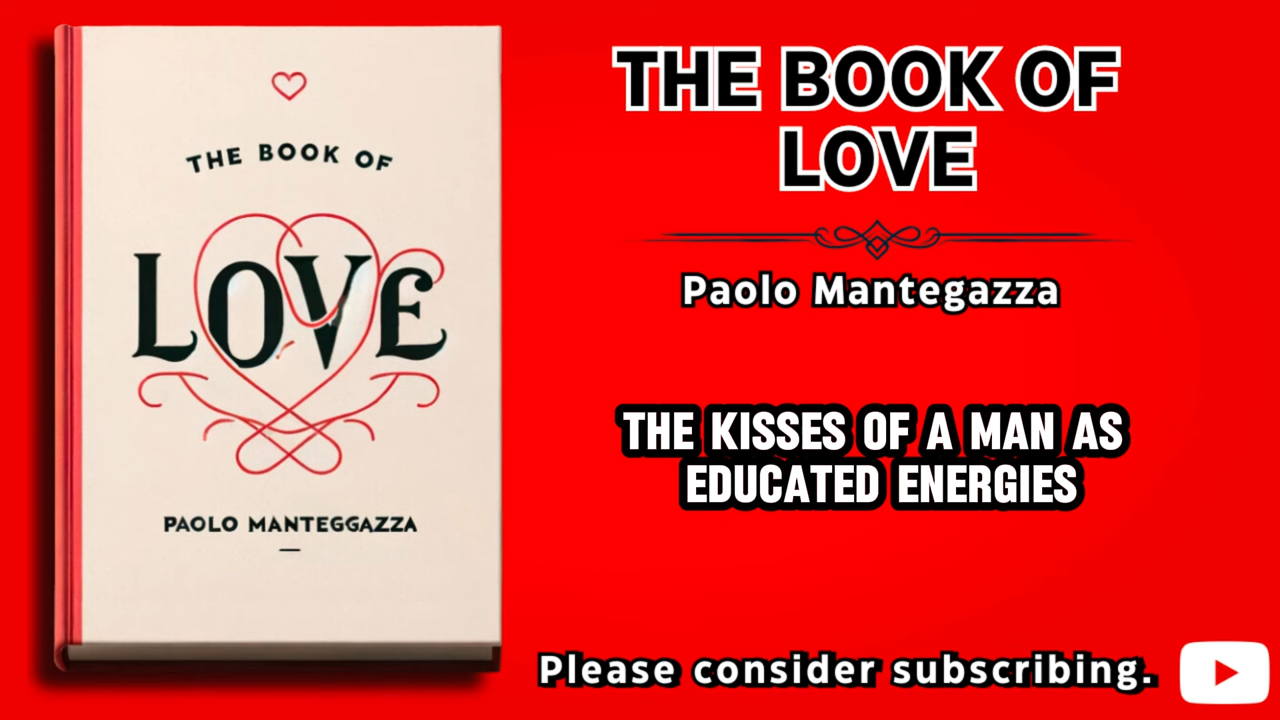 THE BOOK OF
LOVE
PAOLO MANTEGGAZZA
THE BOOK OF
LOVE
Paolo Mantegazza
THE KISSES OF A MAN AS
EDUCATED ENERGIES
Please consider subscribing.